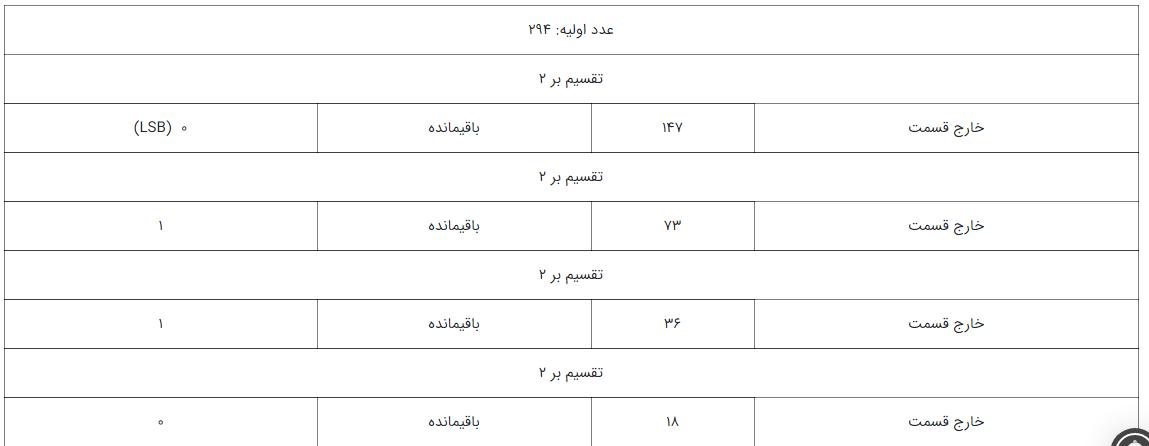 عدد اولیه: ۲۹۴
تقسیم بر ۲
خارج قسمت ۱۴۷ باقیمانده ۰ (LSB)
تقسیم بر ۲
خارج قسمت ۷۳ باقیمانده ۱
تقسیم بر ۲
خارج قسمت ۳۶ باقیمانده ۱
تقسیم بر ۲
خارج قسمت ۱۸ باقیمانده ۰